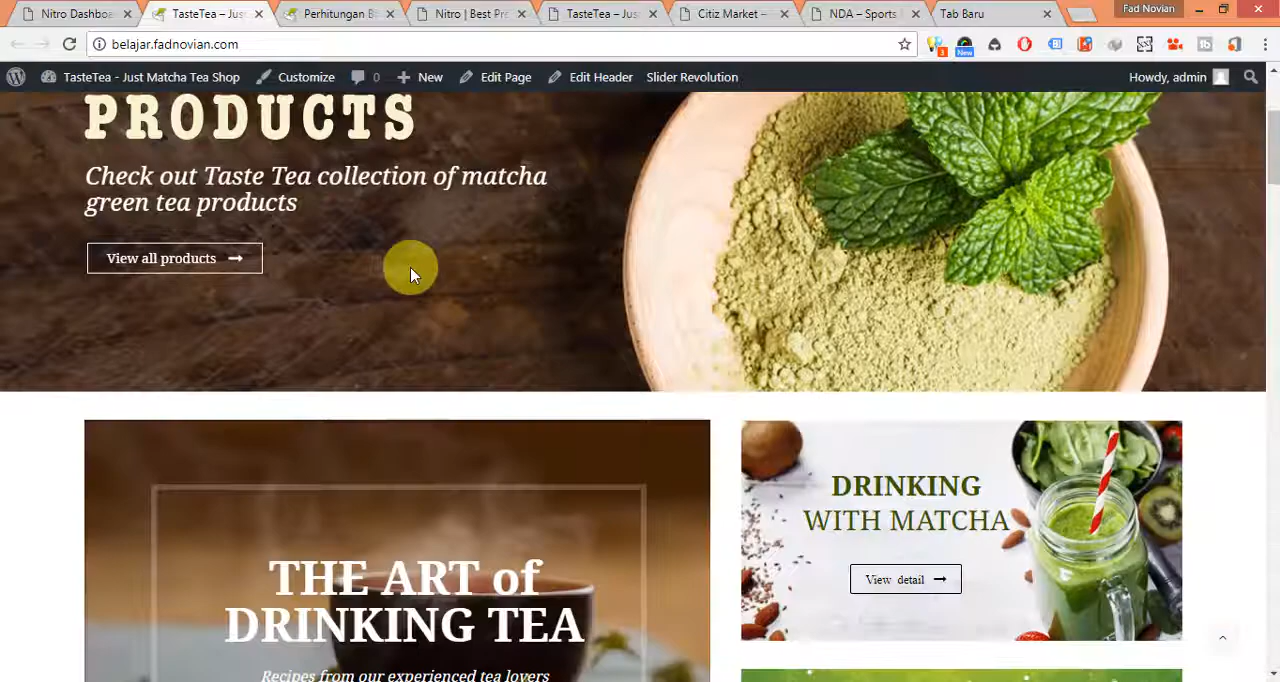 Nitro Dashboa
TasteTea – Jus
Perhitungan B
Nitro | Best Pre
TasteTea – Jus
Citiz Market –
NDA – Sports
Tab Baru
Fad Novian
belajar.fadnovian.com
3
New
TasteTea - Just Matcha Tea Shop
Customize
0
New
Edit Page
Edit Header
Slider Revolution
Howdy, admin
PRODUCTS
Check out Taste Tea collection of matcha
green tea products
View all products
THE ART of
DRINKING TEA
Recipes from our experienced tea lovers
DRINKING
WITH MATCHA
View detail